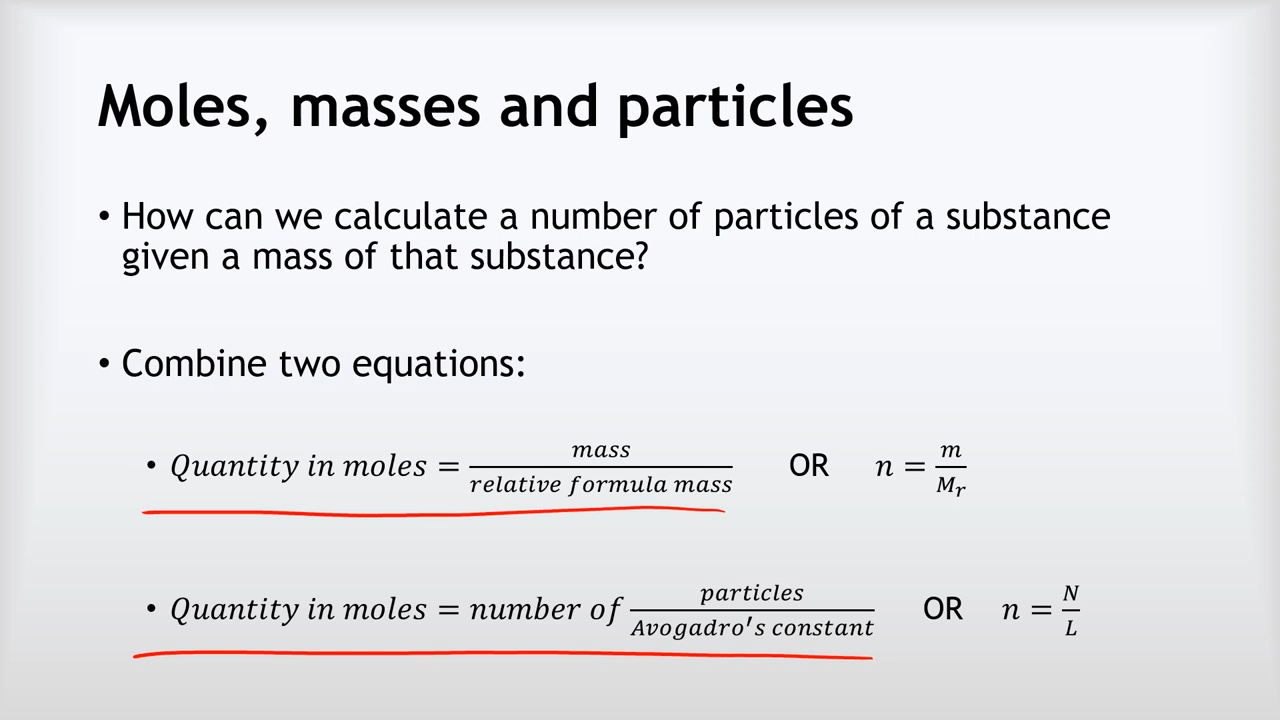 Moles, masses and particles
• How can we calculate a number of particles of a substance
given a mass of that substance?
• Combine two equations:
• Quantity in moles = mass / relative formula mass OR n = m / Mᵣ
• Quantity in moles = number of particles / Avogadro's constant OR n = N / L